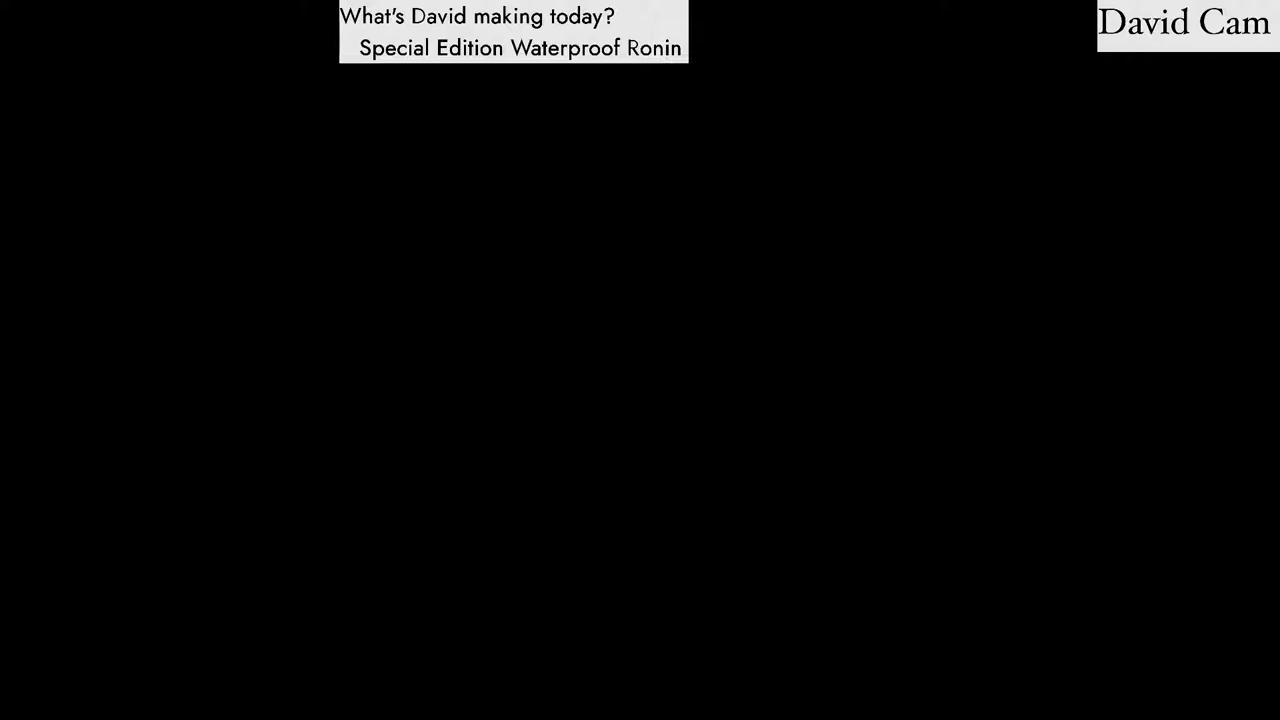 What's David making today?
Special Edition Waterproof Ronin
David Cam